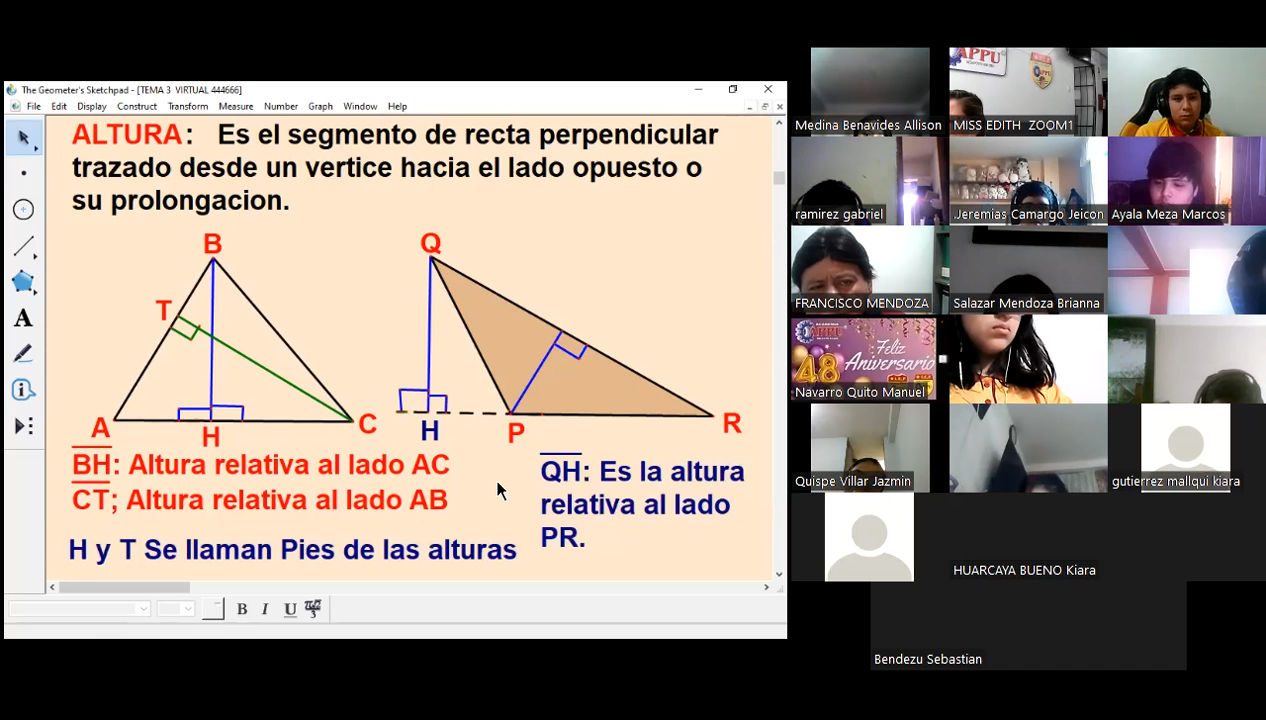 The Geometer's Sketchpad - [TEMA 3 VIRTUAL 444666]
File Edit Display Construct Transform Measure Number Graph Window Help
ALTURA: Es el segmento de recta perpendicular
trazado desde un vertice hacia el lado opuesto o
su prolongacion.
B
T
A
H
C
Q
H
P
R
BH: Altura relativa al lado AC
CT; Altura relativa al lado AB
H y T Se llaman Pies de las alturas
QH: Es la altura
relativa al lado
PR.
A
B I U
Medina Benavides Allison
APPU
APPU
MISS EDITH ZOOM1
ramirez gabriel
Jeremias Camargo Jeicon
Ayala Meza Marcos
FRANCISCO MENDOZA
Salazar Mendoza Brianna
APPU
Feliz
48 Aniversario
Navarro Quito Manuel
Quispe Villar Jazmin
gutierrez mallqui kiara
HUARCAYA BUENO Kiara
Bendezu Sebastian